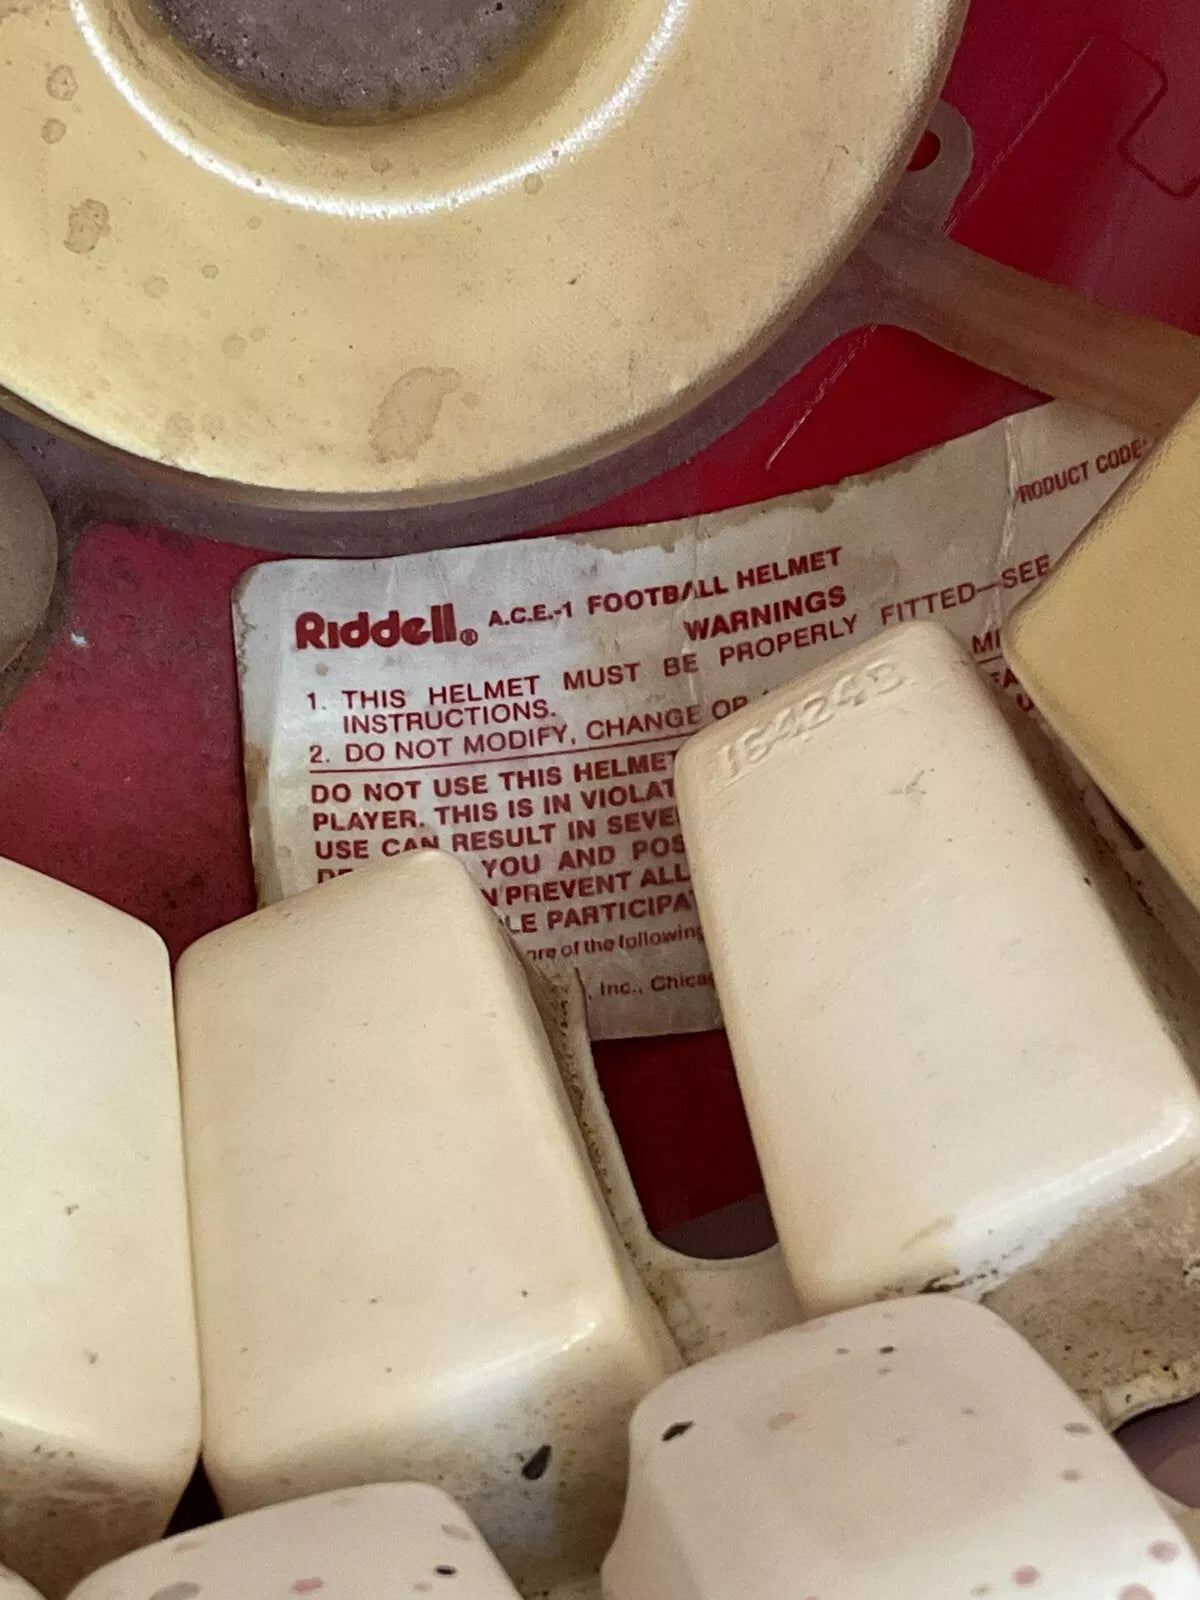 PRODUCT CODE:
Riddell® A.C.E.-1 FOOTBALL HELMET
WARNINGS
1. THIS HELMET MUST BE PROPERLY FITTED—SEE
INSTRUCTIONS.
2. DO NOT MODIFY, CHANGE OR
DO NOT USE THIS HELMET
PLAYER. THIS IS IN VIOLAT
USE CAN RESULT IN SEVE
YOU AND POS
PREVENT ALL
LE PARTICIPA
of the following
, Inc., Chica